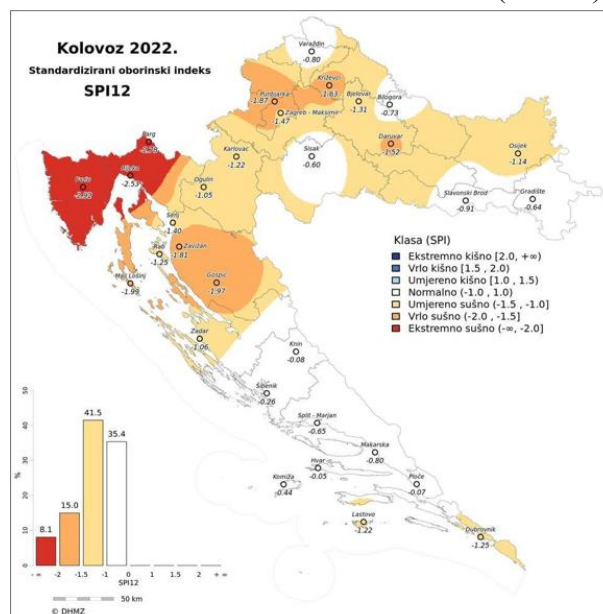 Kolovoz 2022.
Standardizirani oborinski indeks
SPI12
Varaždin
-0.80
Križevci
-1.63
Puntijarka
-1.87
Zagreb - Maksimir
-1.47
Bjelovar
-1.31
Bilogora
-0.73
Daruvar
-1.52
Osijek
-1.14
Parg
Rijeka
-2.53
Pazin
Karlovac
-1.22
Sisak
-0.60
Ogulin
-1.05
Slavonski Brod
-0.91
Gradište
-0.64
Senj
-1.40
Zavižan
-1.81
Rab
-1.25
Mali Lošinj
-1.99
Gospić
-1.97
Zadar
-1.06
Knin
-0.08
Šibenik
-0.26
Split - Marjan
-0.65
Makarska
-0.80
Hvar
-0.05
Komiža
-0.44
Ploče
-0.07
Lastovo
-1.22
Dubrovnik
-1.25
Klasa (SPI)
Ekstremno kišno [2.0, +∞)
Vrlo kišno [1.5 , 2.0)
Umjereno kišno [1.0 , 1.5)
Normalno (-1.0 , 1.0)
Umjereno sušno (-1.5 , -1.0]
Vrlo sušno (-2.0 , -1.5]
Ekstremno sušno (-∞, -2.0]
50
40
30
20
10
0
%
8.1
15.0
41.5
35.4
- ∞ -2 -1.5 -1 0 1 1.5 2 + ∞
SPI12
50 km
© DHMZ